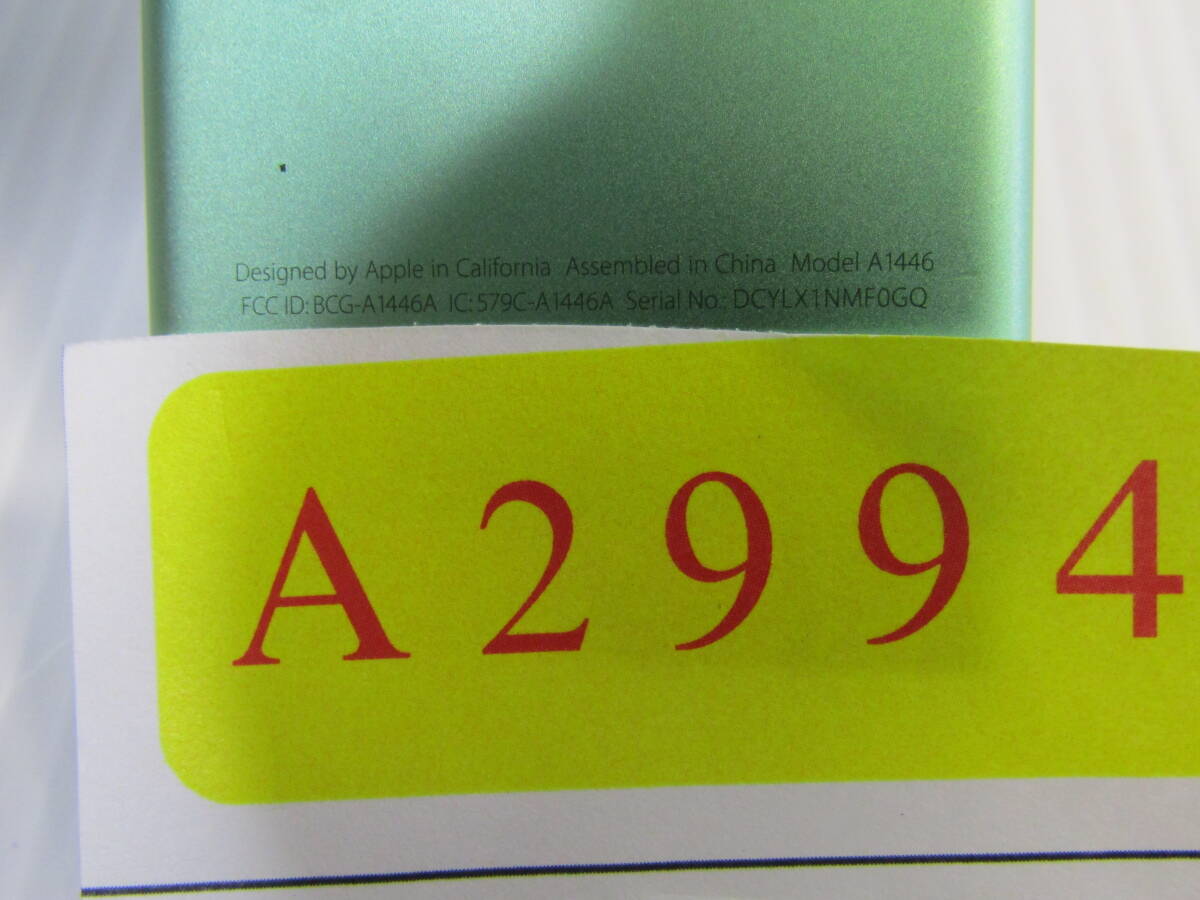 Designed by Apple in California Assembled in China Model A1446
FCC ID: BCG-A1446A IC: 579C-A1446A Serial No.: DCYLX1NMF0GQ
A2994